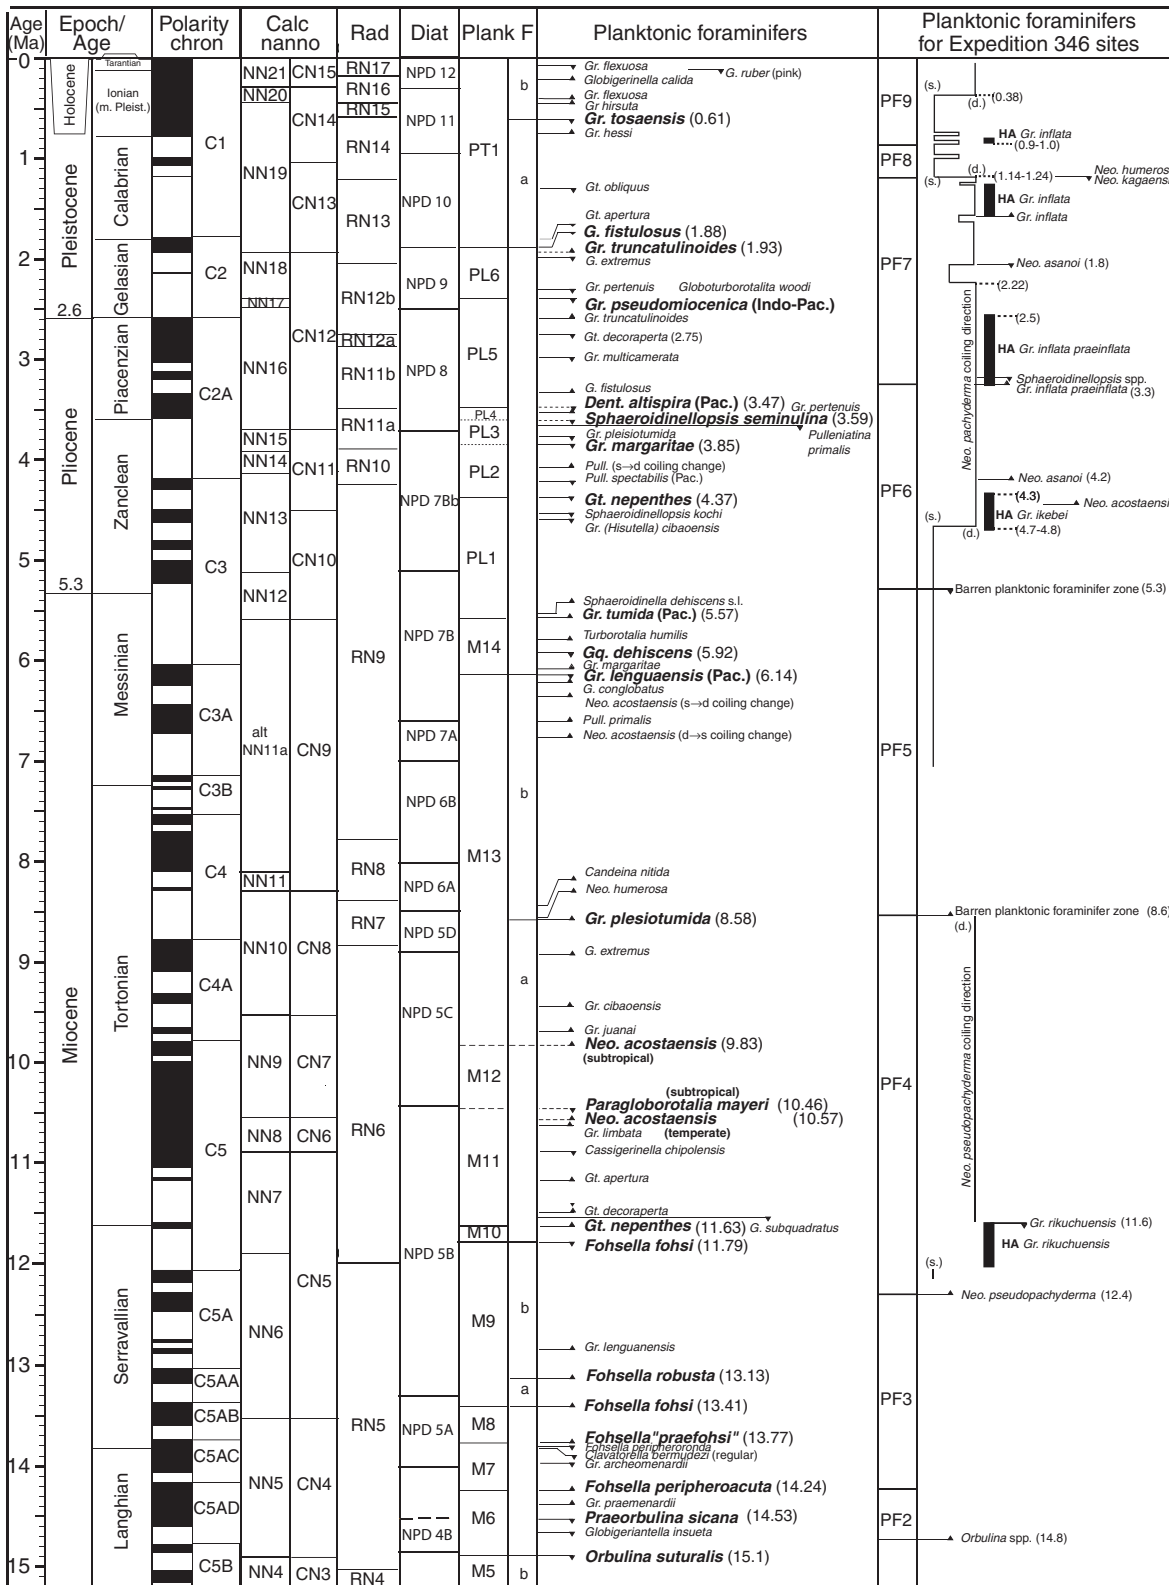 Age (Ma)
Epoch/ Age
Polarity chron
Calc nanno
Rad
Diat
Plank F
Planktonic foraminifers
Planktonic foraminifers for Expedition 346 sites
0
1
2
3
4
5
6
7
8
9
10
11
12
13
14
15
Holocene
Pleistocene
2.6
Pliocene
5.3
Miocene
Tarantian
Ionian (m. Pleist.)
Calabrian
Gelasian
Piacenzian
Zanclean
Messinian
Tortonian
Serravallian
Langhian
C1
C2
C2A
C3
C3A
C3B
C4
C4A
C5
C5A
C5AA
C5AB
C5AC
C5AD
C5B
NN21
NN20
NN19
NN18
NN17
NN16
NN15
NN14
NN13
NN12
alt NN11a
NN11
NN10
NN9
NN8
NN7
NN6
NN5
NN4
CN15
CN14
CN13
CN12
CN11
CN10
CN9
CN8
CN7
CN6
CN5
CN4
CN3
RN17
RN16
RN15
RN14
RN13
RN12b
RN12a
RN11b
RN11a
RN10
RN9
RN8
RN7
RN6
RN5
RN4
NPD 12
NPD 11
NPD 10
NPD 9
NPD 8
NPD 7Bb
NPD 7B
NPD 7A
NPD 6B
NPD 6A
NPD 5D
NPD 5C
NPD 5B
NPD 5A
NPD 4B
PT1
PL6
PL5
PL4
PL3
PL2
PL1
M14
M13
M12
M11
M10
M9
M8
M7
M6
M5
b
a
b
a
b
a
b
Gr. flexuosa
G. ruber (pink)
Globigerinella calida
Gr. flexuosa
Gr hirsuta
Gr. tosaensis (0.61)
Gr. hessi
Gt. obliquus
Gt. apertura
G. fistulosus (1.88)
Gr. truncatulinoides (1.93)
G. extremus
Gr. pertenuis Globoturborotalita woodi
Gr. pseudomiocenica (Indo-Pac.)
Gr. truncatulinoides
Gt. decoraperta (2.75)
Gr. multicamerata
G. fistulosus
Dent. altispira (Pac.) (3.47) Gr. pertenuis
Sphaeroidinellopsis seminulina (3.59)
Gr. pleisiotumida Pulleniatina primalis
Gr. margaritae (3.85)
Pull. (s→d coiling change)
Pull. spectabilis (Pac.)
Gt. nepenthes (4.37)
Sphaeroidinellopsis kochi
Gr. (Hisutella) cibaoensis
Sphaeroidinella dehiscens s.l.
Gr. tumida (Pac.) (5.57)
Turborotalia humilis
Gq. dehiscens (5.92)
Gr. margaritae
Gr. lenguaensis (Pac.) (6.14)
G. conglobatus
Neo. acostaensis (s→d coiling change)
Pull. primalis
Neo. acostaensis (d→s coiling change)
Candeina nitida
Neo. humerosa
Gr. plesiotumida (8.58)
G. extremus
Gr. cibaoensis
Gr. juanai
Neo. acostaensis (9.83)
(subtropical)
(subtropical)
Paragloborotalia mayeri (10.46)
Neo. acostaensis (10.57)
Gr. limbata (temperate)
Cassigerinella chipolensis
Gt. apertura
Gt. decoraperta
Gt. nepenthes (11.63) G. subquadratus
Fohsella fohsi (11.79)
Gr. lenguanensis
Fohsella robusta (13.13)
Fohsella fohsi (13.41)
Fohsella"praefohsi" (13.77)
Fohsella peripheroronda
Clavatorella bermudezi (regular)
Gr. archeomenardii
Fohsella peripheroacuta (14.24)
Gr. praemenardii
Praeorbulina sicana (14.53)
Globigeriantella insueta
Orbulina suturalis (15.1)
PF9
PF8
PF7
PF6
PF5
PF4
PF3
PF2
(s.)
(d.)
(0.38)
HA Gr. inflata
(0.9-1.0)
(s.)
(d.)
(1.14-1.24)
Neo. humeros
Neo. kagaens
HA Gr. inflata
Gr. inflata
Neo. asanoi (1.8)
(2.22)
Neo. pachyderma coiling direction
(2.5)
HA Gr. inflata praeinflata
Sphaeroidinellopsis spp.
Gr. inflata praeinflata (3.3)
Neo. asanoi (4.2)
(4.3)
Neo. acostaensi
HA Gr. ikebei
(s.)
(d.)
(4.7-4.8)
Barren planktonic foraminifer zone (5.3)
Barren planktonic foraminifer zone (8.6)
(d.)
Neo. pseudopachyderma coiling direction
Gr. rikuchuensis (11.6)
HA Gr. rikuchuensis
(s.)
Neo. pseudopachyderma (12.4)
Orbulina spp. (14.8)